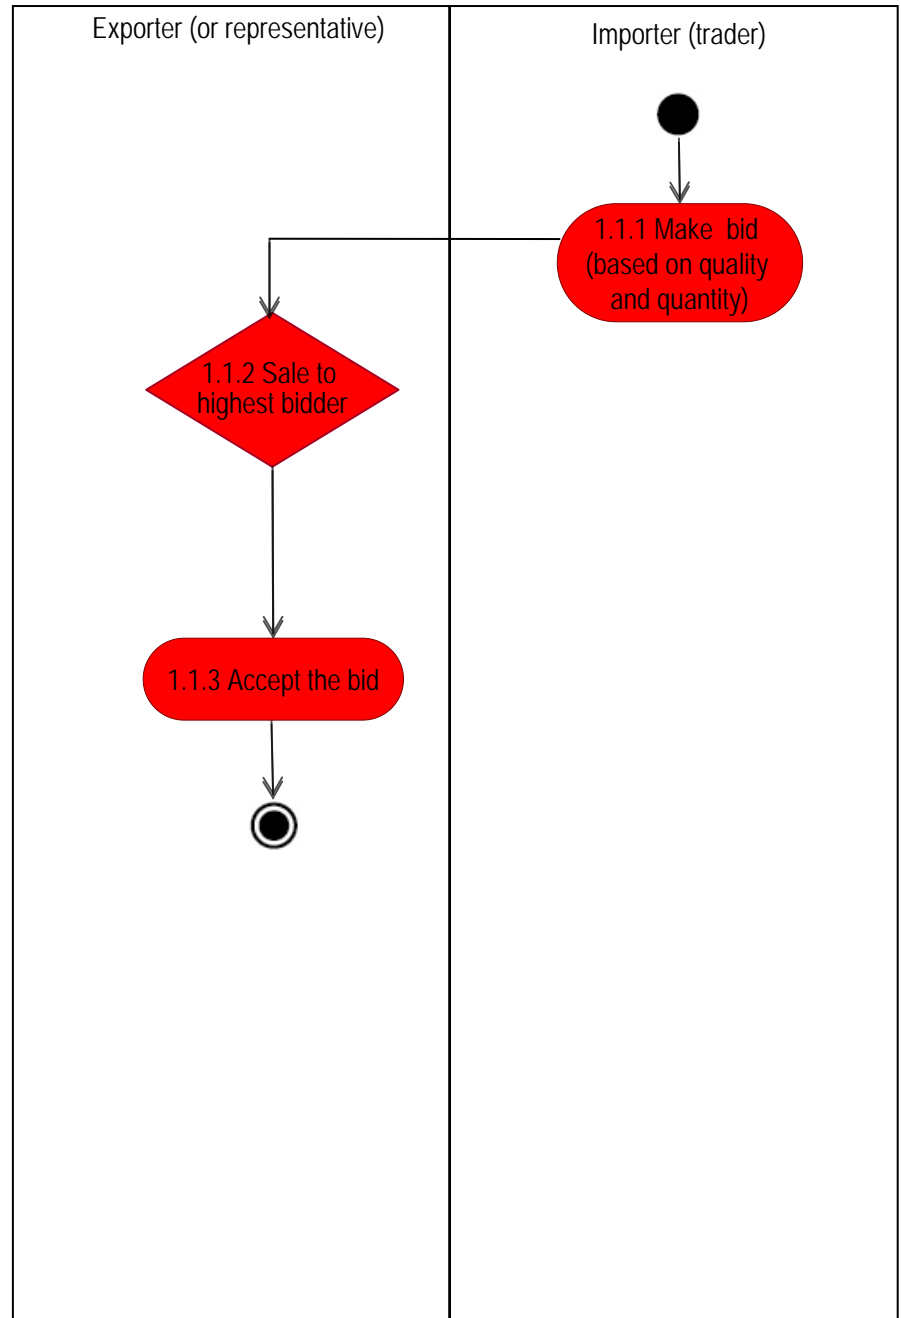 Exporter (or representative)
Importer (trader)
1.1.1 Make  bid
(based on quality
and quantity)
1.1.2 Sale to
highest bidder
1.1.3 Accept the bid